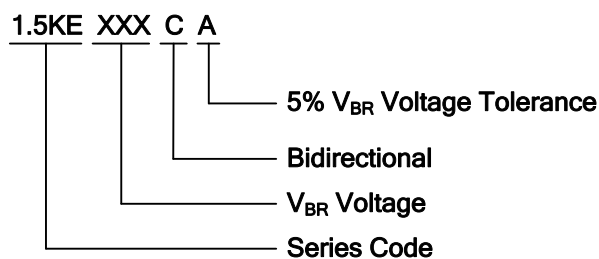 1.5KE XXX C A
5% VBR Voltage Tolerance
Bidirectional
VBR Voltage
Series Code